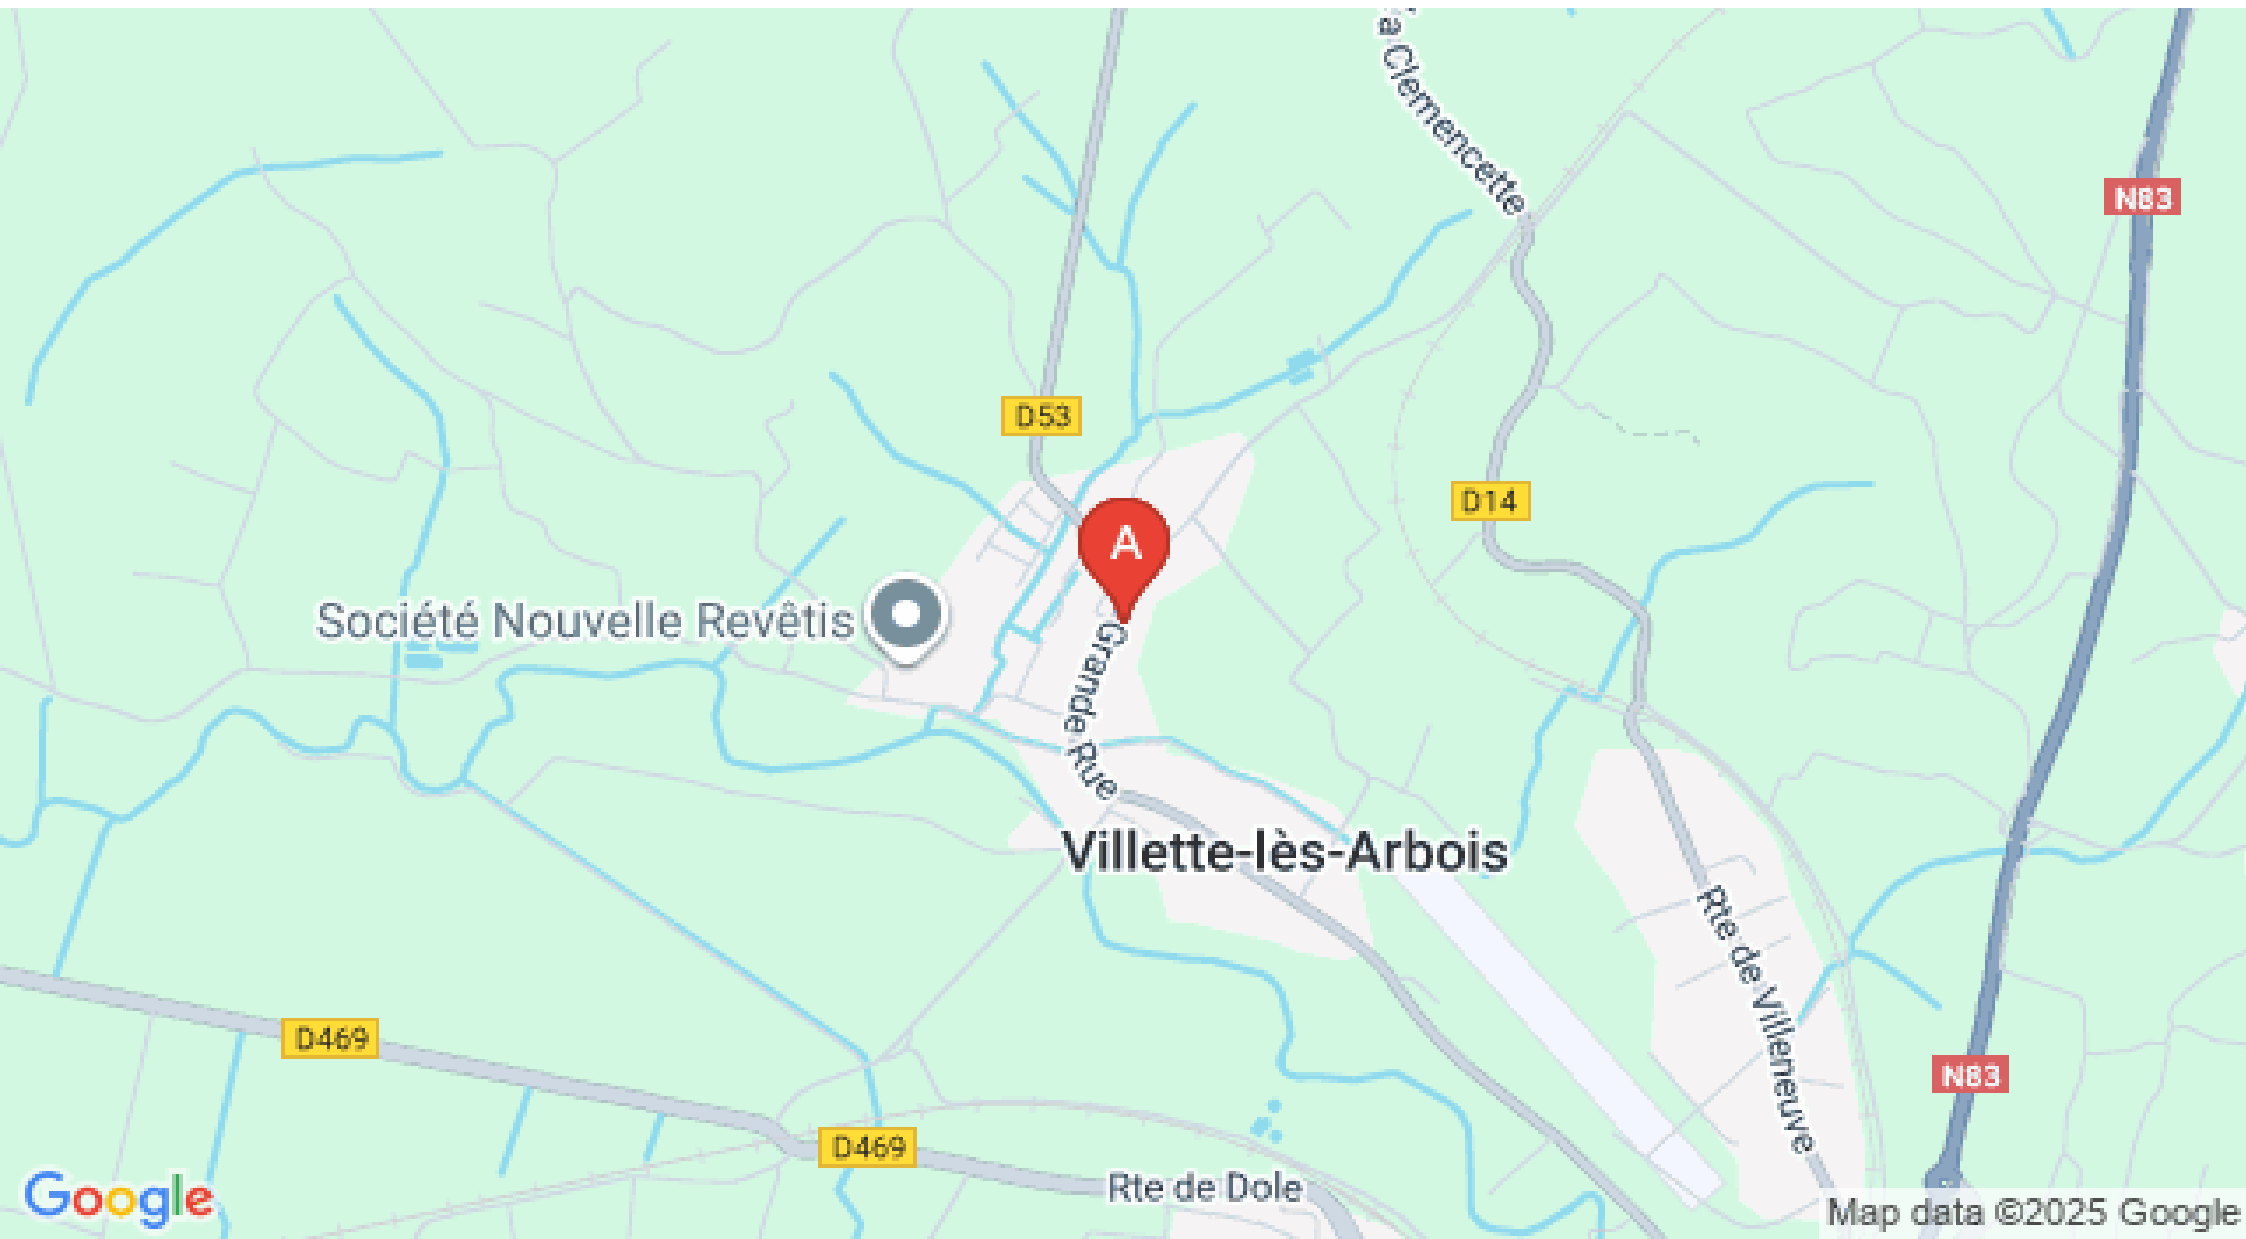 a Clemencette
N83
D53
A
D14
Société Nouvelle Revêtis
Grande Rue
Villette-lès-Arbois
Rte de Villeneuve
D469
N83
D469
Rte de Dole
Google
Map data ©2025 Google